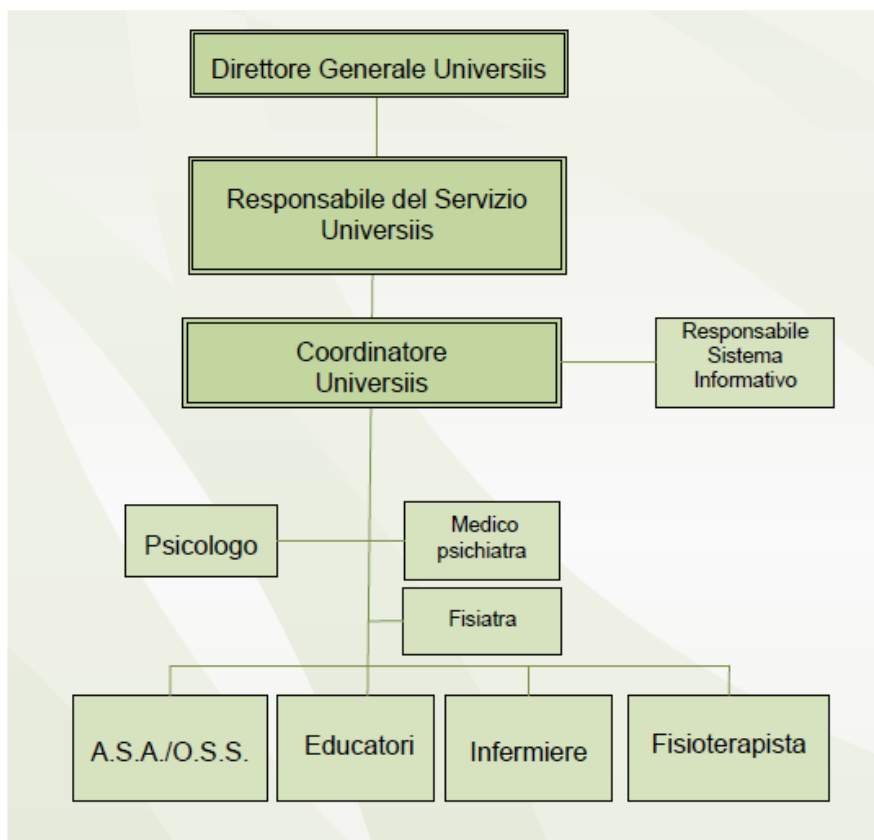 Direttore Generale Universiis
Responsabile del Servizio
Universiis
Coordinatore
Universiis
Responsabile
Sistema
Informativo
Psicologo
Medico
psichiatra
Fisiatra
A.S.A./O.S.S.
Educatori
Infermiere
Fisioterapista